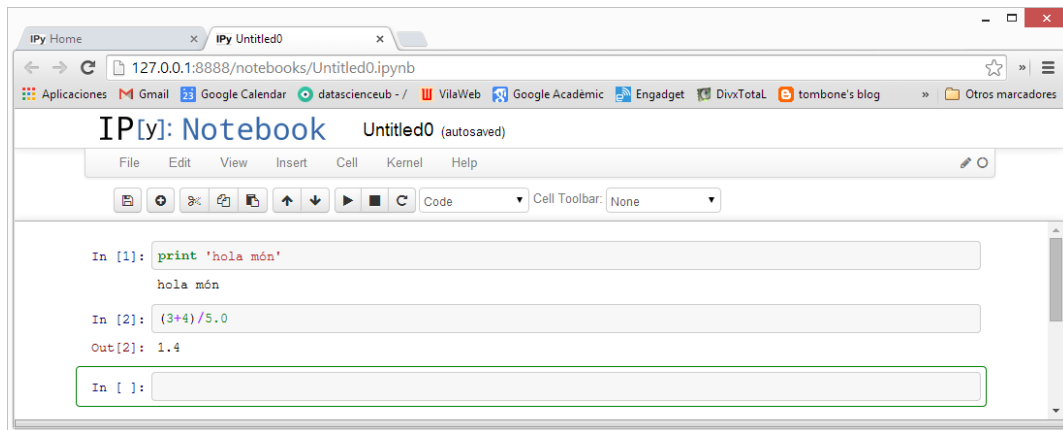 IPy Home
IPy Untitled0
127.0.0.1:8888/notebooks/Untitled0.ipynb
Aplicaciones Gmail 23 Google Calendar datascienceub - / VilaWeb Google Acadèmic Engadget DivxTotaL tombone's blog » Otros marcadores
IP[y]: Notebook Untitled0 (autosaved)
File Edit View Insert Cell Kernel Help
Code Cell Toolbar: None
In [1]: print 'hola món'
hola món
In [2]: (3+4)/5.0
Out[2]: 1.4
In [ ]: